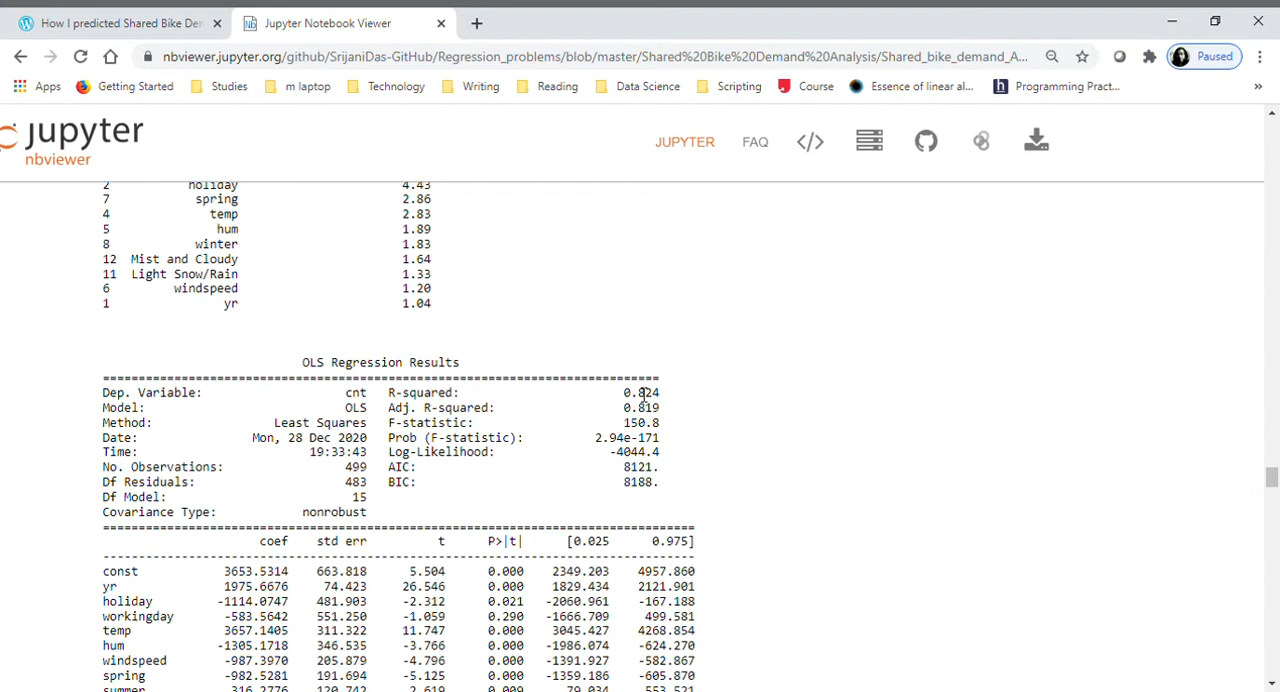 How I predicted Shared Bike Der
Jupyter Notebook Viewer
nbviewer.jupyter.org/github/SrijaniDas-GitHub/Regression_problems/blob/master/Shared%20Bike%20Demand%20Analysis/Shared_bike_demand_A...
Paused
Apps Getting Started Studies m laptop Technology Writing Reading Data Science Scripting Course Essence of linear al... Programming Pract...
jupyter
nbviewer
JUPYTER FAQ
2 holiday 4.43
7 spring 2.86
4 temp 2.83
5 hum 1.89
8 winter 1.83
12 Mist and Cloudy 1.64
11 Light Snow/Rain 1.33
6 windspeed 1.20
1 yr 1.04
OLS Regression Results
Dep. Variable: cnt R-squared: 0.824
Model: OLS Adj. R-squared: 0.819
Method: Least Squares F-statistic: 150.8
Date: Mon, 28 Dec 2020 Prob (F-statistic): 2.94e-171
Time: 19:33:43 Log-Likelihood: -4044.4
No. Observations: 499 AIC: 8121.
Df Residuals: 483 BIC: 8188.
Df Model: 15
Covariance Type: nonrobust
coef std err t P>|t| [0.025 0.975]
const 3653.5314 663.818 5.504 0.000 2349.203 4957.860
yr 1975.6676 74.423 26.546 0.000 1829.434 2121.901
holiday -1114.0747 481.903 -2.312 0.021 -2060.961 -167.188
workingday -583.5642 551.250 -1.059 0.290 -1666.709 499.581
temp 3657.1405 311.322 11.747 0.000 3045.427 4268.854
hum -1305.1718 346.535 -3.766 0.000 -1986.074 -624.270
windspeed -987.3970 205.879 -4.796 0.000 -1391.927 -582.867
spring -982.5281 191.694 -5.125 0.000 -1359.186 -605.870
summer 316.2776 120.742 2.619 0.009 79.034 553.521